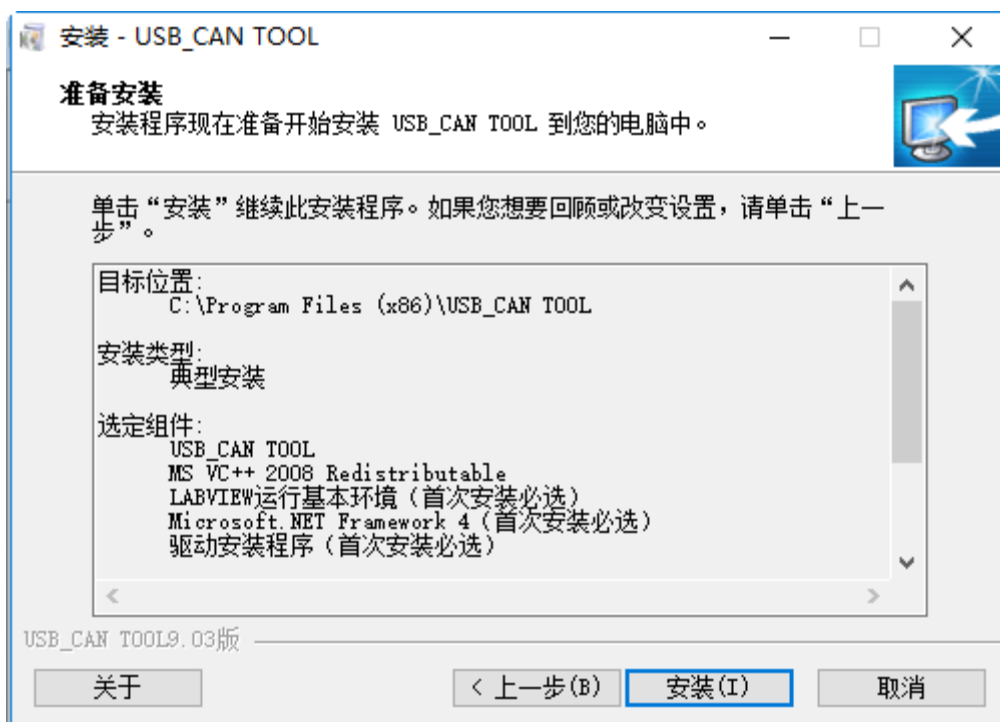 安装 - USB_CAN TOOL
准备安装
安装程序现在准备开始安装 USB_CAN TOOL 到您的电脑中。
单击“安装”继续此安装程序。如果您想要回顾或改变设置，请单击“上一
步”。
目标位置:
C:\Program Files (x86)\USB_CAN TOOL
安装类型:
典型安装
选定组件:
USB_CAN TOOL
MS VC++ 2008 Redistributable
LABVIEW运行基本环境（首次安装必选）
Microsoft.NET Framework 4（首次安装必选）
驱动安装程序（首次安装必选）
USB_CAN TOOL9.03版
关于
< 上一步(B)
安装(I)
取消